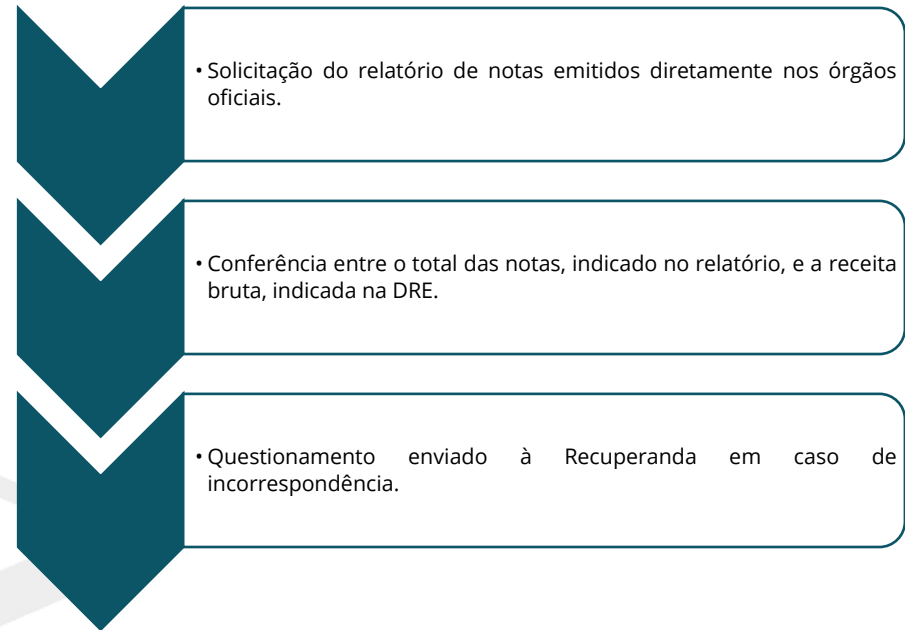 • Solicitação do relatório de notas emitidos diretamente nos órgãos
oficiais.
• Conferência entre o total das notas, indicado no relatório, e a receita
bruta, indicada na DRE.
• Questionamento enviado à Recuperanda em caso de
incorrespondência.